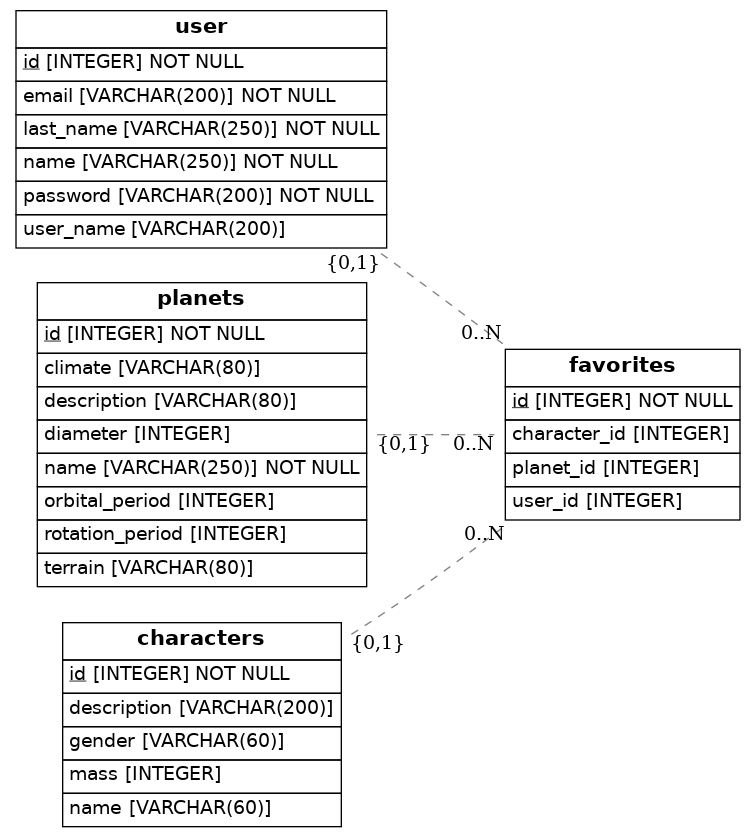 user
id [INTEGER] NOT NULL
email [VARCHAR(200)] NOT NULL
last_name [VARCHAR(250)] NOT NULL
name [VARCHAR(250)] NOT NULL
password [VARCHAR(200)] NOT NULL
user_name [VARCHAR(200)]
{0,1}
0..N
planets
id [INTEGER] NOT NULL
climate [VARCHAR(80)]
description [VARCHAR(80)]
diameter [INTEGER]
name [VARCHAR(250)] NOT NULL
orbital_period [INTEGER]
rotation_period [INTEGER]
terrain [VARCHAR(80)]
{0,1}
0..N
favorites
id [INTEGER] NOT NULL
character_id [INTEGER]
planet_id [INTEGER]
user_id [INTEGER]
0..N
{0,1}
characters
id [INTEGER] NOT NULL
description [VARCHAR(200)]
gender [VARCHAR(60)]
mass [INTEGER]
name [VARCHAR(60)]